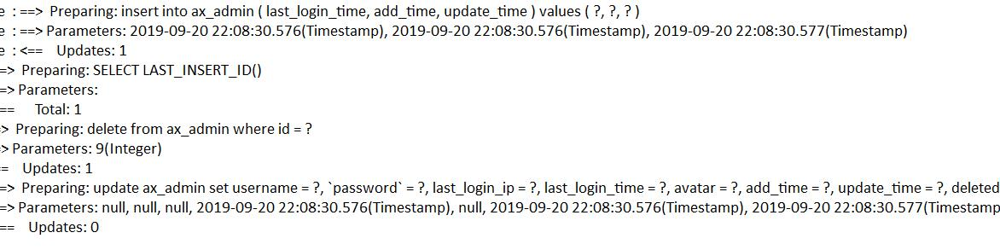 e : ==> Preparing: insert into ax_admin ( last_login_time, add_time, update_time ) values ( ?, ?, ? )
e : ==> Parameters: 2019-09-20 22:08:30.576(Timestamp), 2019-09-20 22:08:30.576(Timestamp), 2019-09-20 22:08:30.577(Timestamp)
e : <== Updates: 1
=> Preparing: SELECT LAST_INSERT_ID()
=> Parameters:
== Total: 1
=> Preparing: delete from ax_admin where id = ?
=> Parameters: 9(Integer)
= Updates: 1
=> Preparing: update ax_admin set username = ?, `password` = ?, last_login_ip = ?, last_login_time = ?, avatar = ?, add_time = ?, update_time = ?, deleted
=> Parameters: null, null, null, 2019-09-20 22:08:30.576(Timestamp), null, 2019-09-20 22:08:30.576(Timestamp), 2019-09-20 22:08:30.577(Timestamp
== Updates: 0